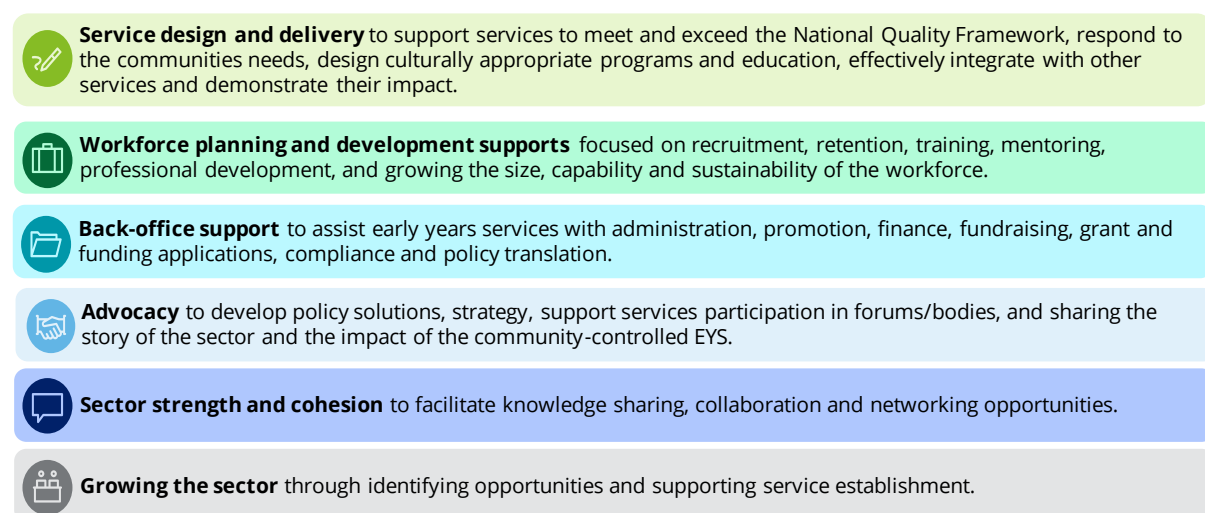 Service design and delivery to support services to meet and exceed the National Quality Framework, respond to
the communities needs, design culturally appropriate programs and education, effectively integrate with other
services and demonstrate their impact.
Workforce planning and development supports focused on recruitment, retention, training, mentoring,
professional development, and growing the size, capability and sustainability of the workforce.
Back-office support to assist early years services with administration, promotion, finance, fundraising, grant and
funding applications, compliance and policy translation.
Advocacy to develop policy solutions, strategy, support services participation in forums/bodies, and sharing the
story of the sector and the impact of the community-controlled EYS.
Sector strength and cohesion to facilitate knowledge sharing, collaboration and networking opportunities.
Growing the sector through identifying opportunities and supporting service establishment.